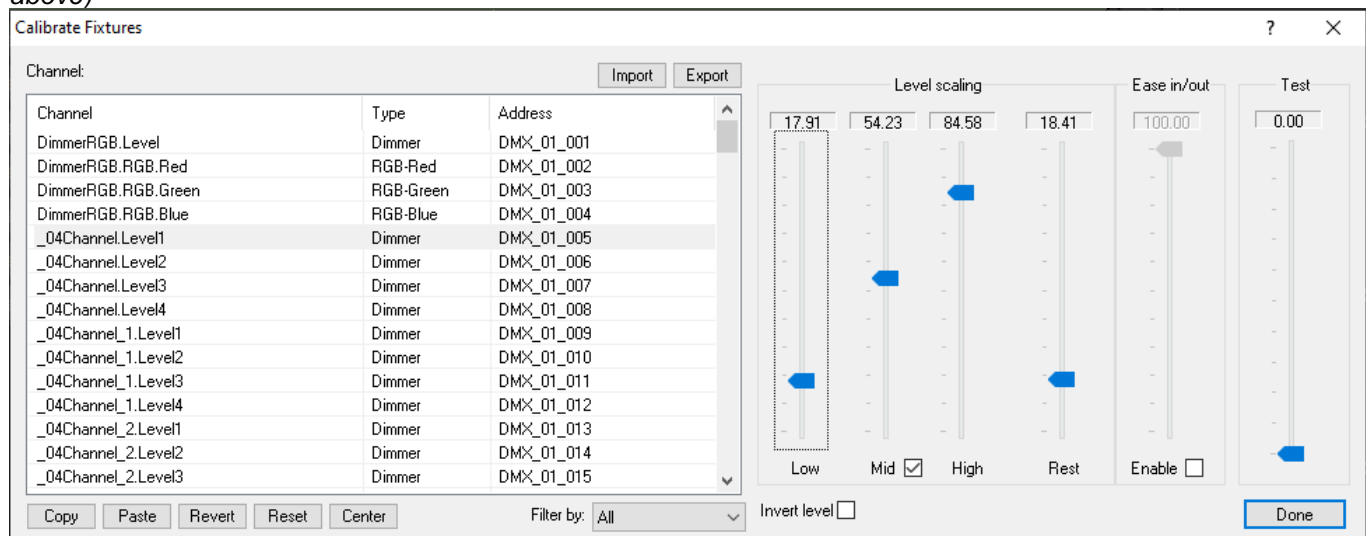 above)
Calibrate Fixtures ? ×
Channel: Import Export
Channel Type Address
DimmerRGB.Level Dimmer DMX_01_001
DimmerRGB.RGB.Red RGB-Red DMX_01_002
DimmerRGB.RGB.Green RGB-Green DMX_01_003
DimmerRGB.RGB.Blue RGB-Blue DMX_01_004
_04Channel.Level1 Dimmer DMX_01_005
_04Channel.Level2 Dimmer DMX_01_006
_04Channel.Level3 Dimmer DMX_01_007
_04Channel.Level4 Dimmer DMX_01_008
_04Channel_1.Level1 Dimmer DMX_01_009
_04Channel_1.Level2 Dimmer DMX_01_010
_04Channel_1.Level3 Dimmer DMX_01_011
_04Channel_1.Level4 Dimmer DMX_01_012
_04Channel_2.Level1 Dimmer DMX_01_013
_04Channel_2.Level2 Dimmer DMX_01_014
_04Channel_2.Level3 Dimmer DMX_01_015
Copy Paste Revert Reset Center Filter by: All
Level scaling Ease in/out Test
17.91 54.23 84.58 18.41 100.00 0.00
Low Mid High Rest Enable
Invert level Done